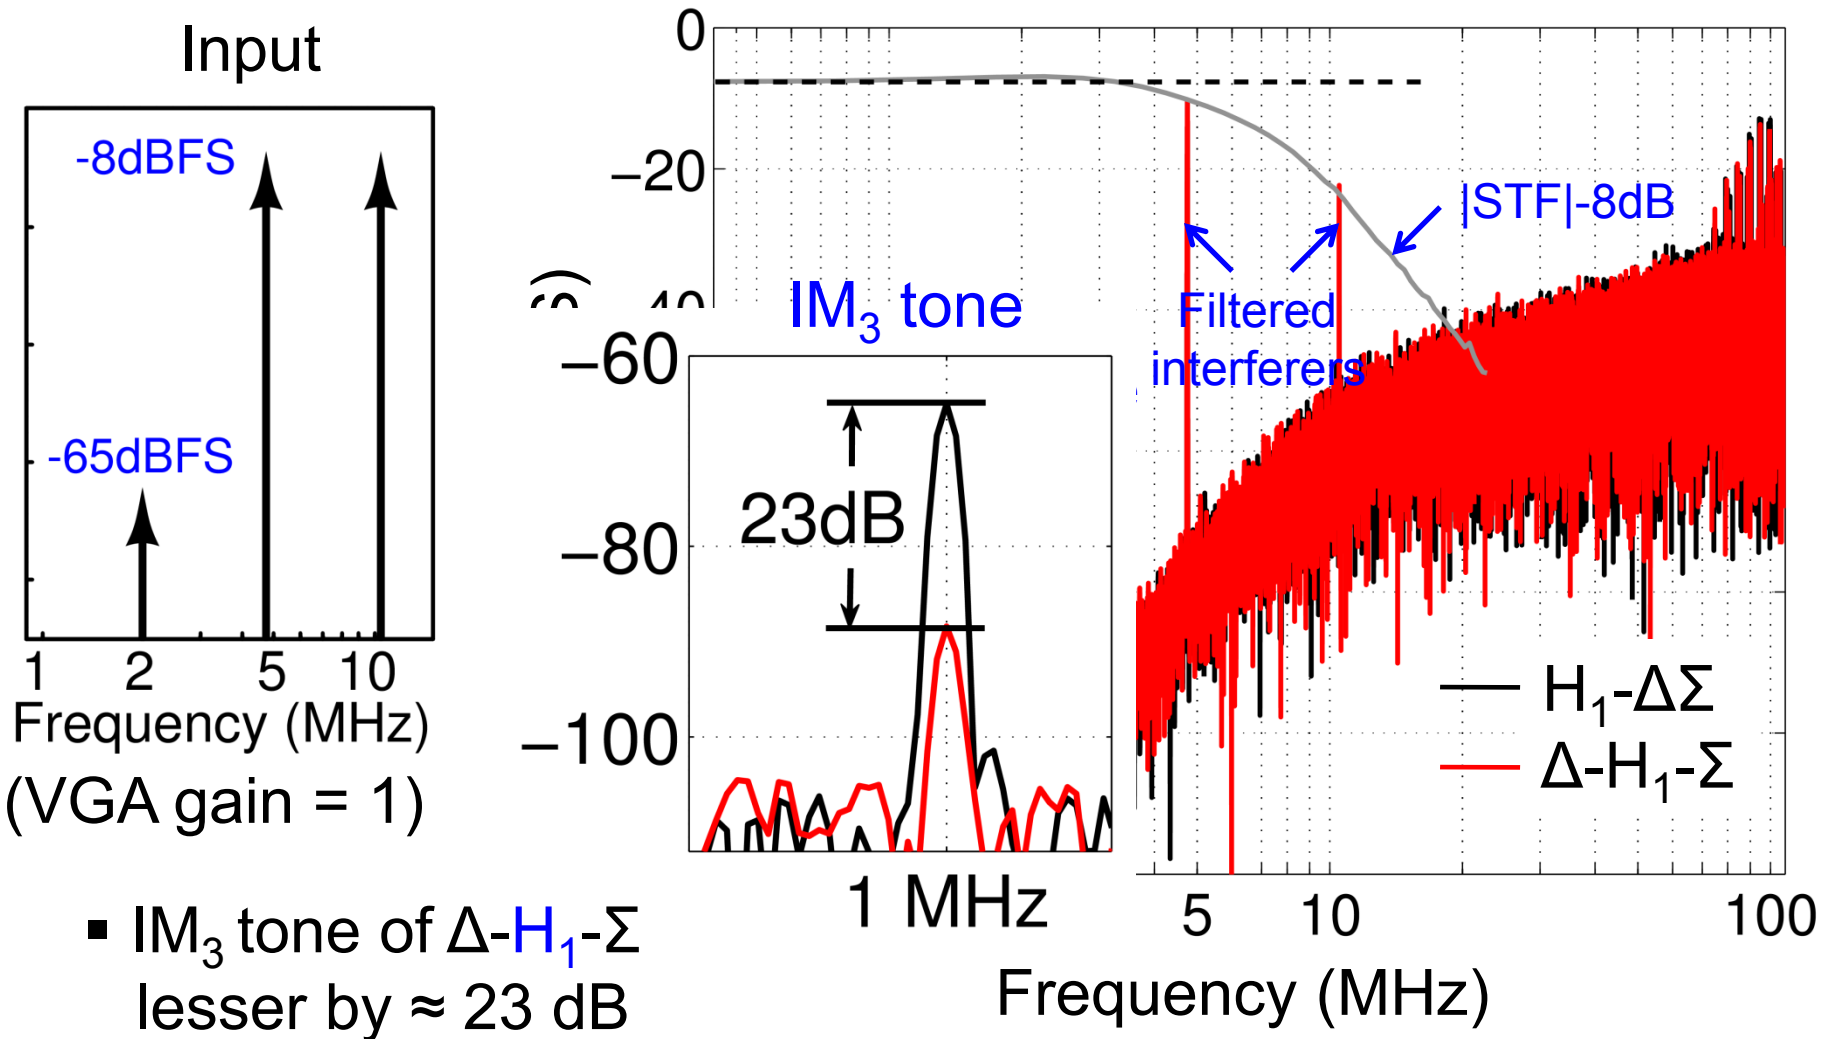 Input
-8dBFS
-65dBFS
1 2 5 10
Frequency (MHz)
(VGA gain = 1)
▪ IM₃ tone of Δ-H₁-Σ
lesser by ≈ 23 dB
0
−20
|STF|-8dB
Filtered
interferers
IM₃ tone
−60
−80
−100
23dB
1 MHz
H₁-ΔΣ
Δ-H₁-Σ
5 10 100
Frequency (MHz)